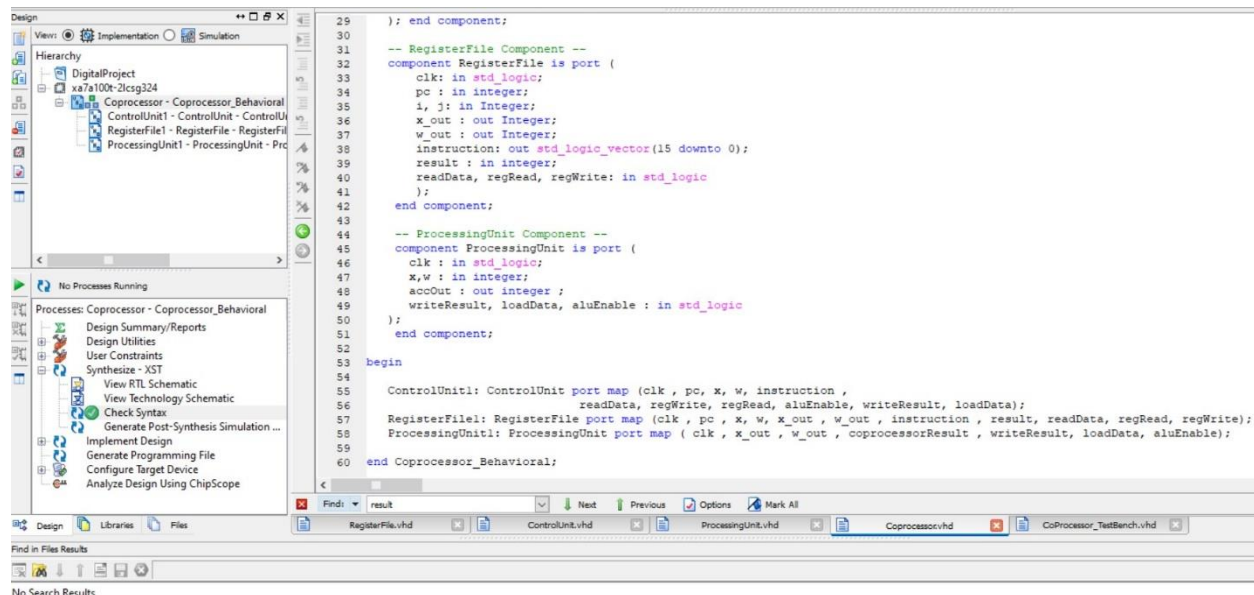 Design
View: Implementation Simulation
Hierarchy
DigitalProject
xa7a100t-2lcsg324
Coprocessor - Coprocessor_Behavioral
ControlUnit1 - ControlUnit - ControlU
RegisterFile1 - RegisterFile - RegisterFil
ProcessingUnit1 - ProcessingUnit - Prc
No Processes Running
Processes: Coprocessor - Coprocessor_Behavioral
Design Summary/Reports
Design Utilities
User Constraints
Synthesize - XST
View RTL Schematic
View Technology Schematic
Check Syntax
Generate Post-Synthesis Simulation ...
Implement Design
Generate Programming File
Configure Target Device
Analyze Design Using ChipScope
Design Libraries Files
29 ); end component;
30
31 -- RegisterFile Component --
32 component RegisterFile is port (
33 clk: in std_logic;
34 pc : in integer;
35 i, j: in Integer;
36 x_out : out Integer;
37 w_out : out Integer;
38 instruction: out std_logic_vector(15 downto 0);
39 result : in integer;
40 readData, regRead, regWrite: in std_logic
41 );
42 end component;
43
44 -- ProcessingUnit Component --
45 component ProcessingUnit is port (
46 clk : in std_logic;
47 x,w : in integer;
48 accOut : out integer ;
49 writeResult, loadData, aluEnable : in std_logic
50 );
51 end component;
52
53 begin
54
55 ControlUnit1: ControlUnit port map (clk , pc, x, w, instruction ,
56 readData, regWrite, regRead, aluEnable, writeResult, loadData);
57 RegisterFile1: RegisterFile port map (clk , pc , x, w, x_out , w_out , instruction , result, readData, regRead, regWrite);
58 ProcessingUnit1: ProcessingUnit port map ( clk , x_out , w_out , coprocessorResult , writeResult, loadData, aluEnable);
59
60 end Coprocessor_Behavioral;
Find: result Next Previous Options Mark All
RegisterFile.vhd ControlUnit.vhd ProcessingUnit.vhd Coprocessor.vhd CoProcessor_TestBench.vhd
Find in Files Results
No Search Results